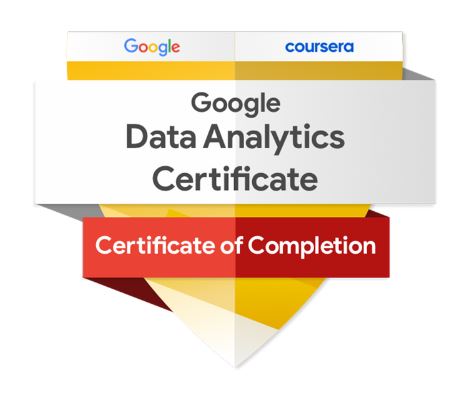 Google coursera
Google
Data Analytics
Certificate
Certificate of Completion